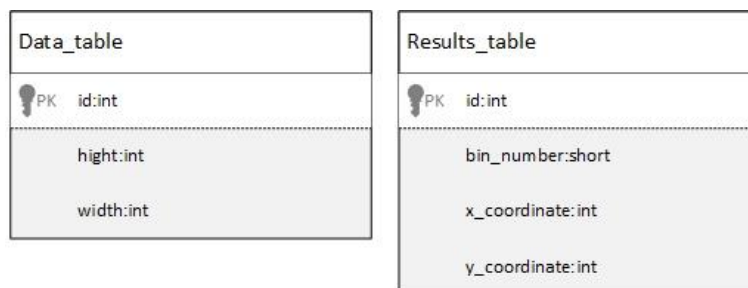 Data_table
PK id:int
hight:int
width:int
Results_table
PK id:int
bin_number:short
x_coordinate:int
y_coordinate:int